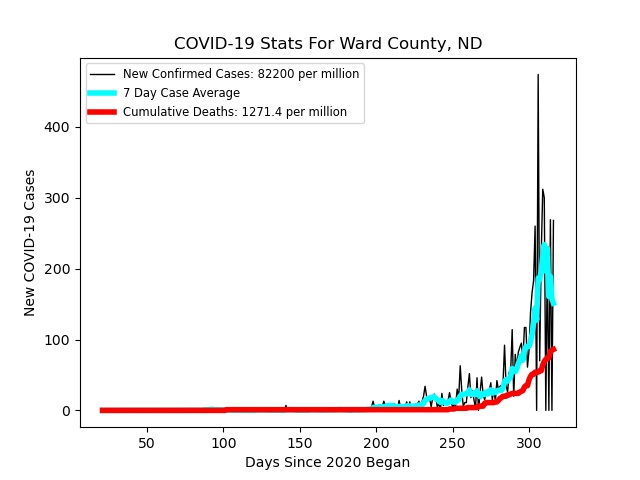 COVID-19 Stats For Ward County, ND
New Confirmed Cases: 82200 per million
7 Day Case Average
Cumulative Deaths: 1271.4 per million
New COVID-19 Cases
400
300
200
100
0
50 100 150 200 250 300
Days Since 2020 Began